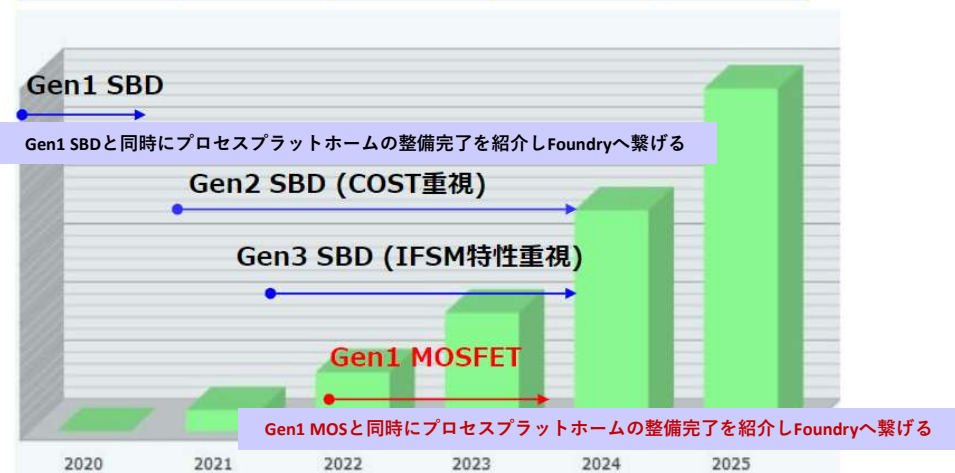 Gen1 SBD
Gen1 SBDと同時にプロセスプラットホームの整備完了を紹介しFoundryへ繋げる
Gen2 SBD (COST重視)
Gen3 SBD (IFSM特性重視)
Gen1 MOSFET
Gen1 MOSと同時にプロセスプラットホームの整備完了を紹介しFoundryへ繋げる
2020 2021 2022 2023 2024 2025